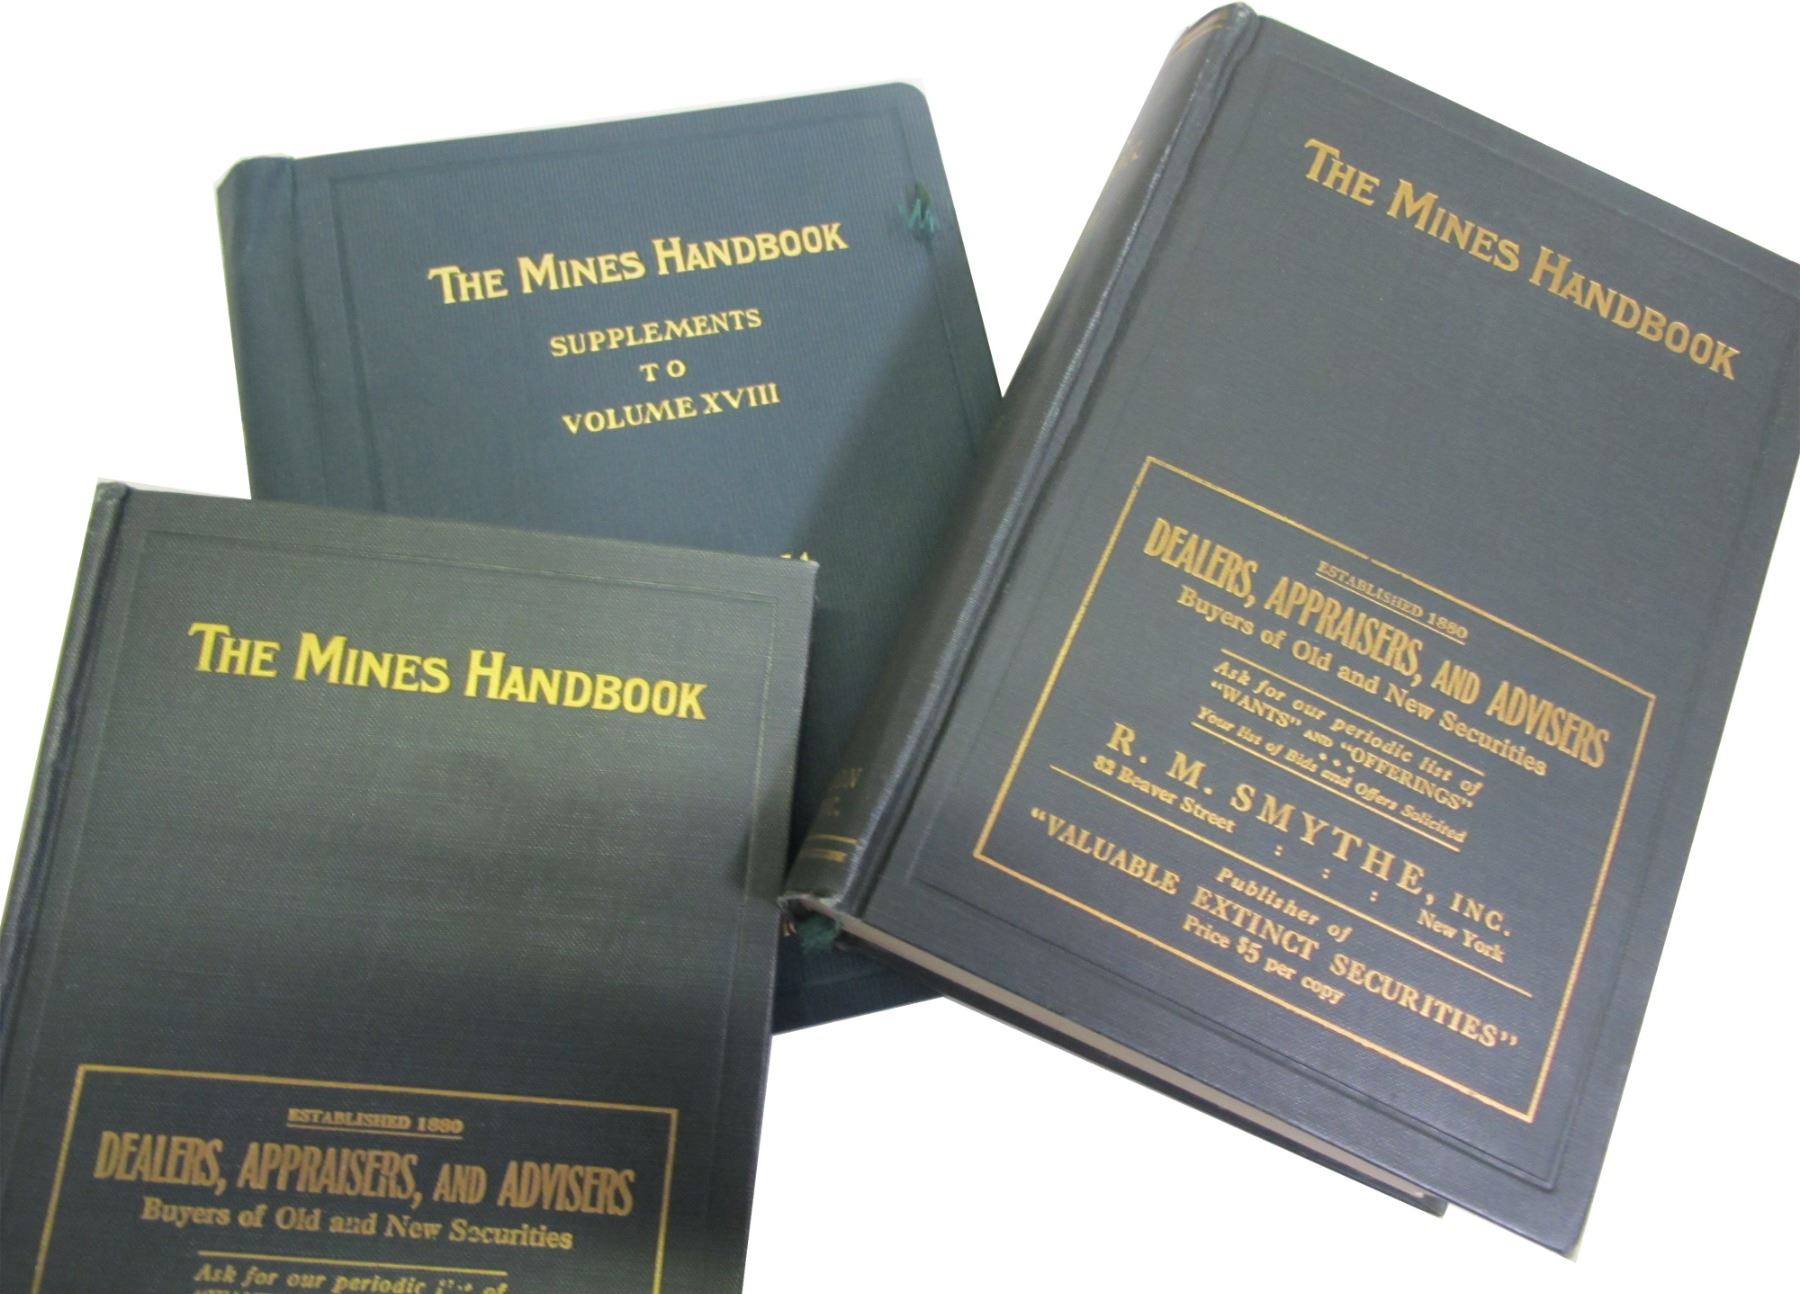 THE MINES HANDBOOK
SUPPLEMENTS
TO
VOLUME XVIII
THE MINES HANDBOOK
ESTABLISHED 1880
DEALERS, APPRAISERS, AND ADVISERS
Buyers of Old and New Securities
Ask for our periodic list of
THE MINES HANDBOOK
ESTABLISHED 1880
DEALERS, APPRAISERS, AND ADVISERS
Buyers of Old and New Securities
Ask for our periodic list of
"WANTS" AND "OFFERINGS"
Your list of Bids and Offers Solicited
R. M. SMYTHE, INC.
32 Beaver Street : : : New York
Publisher of
"VALUABLE EXTINCT SECURITIES"
Price $5 per copy